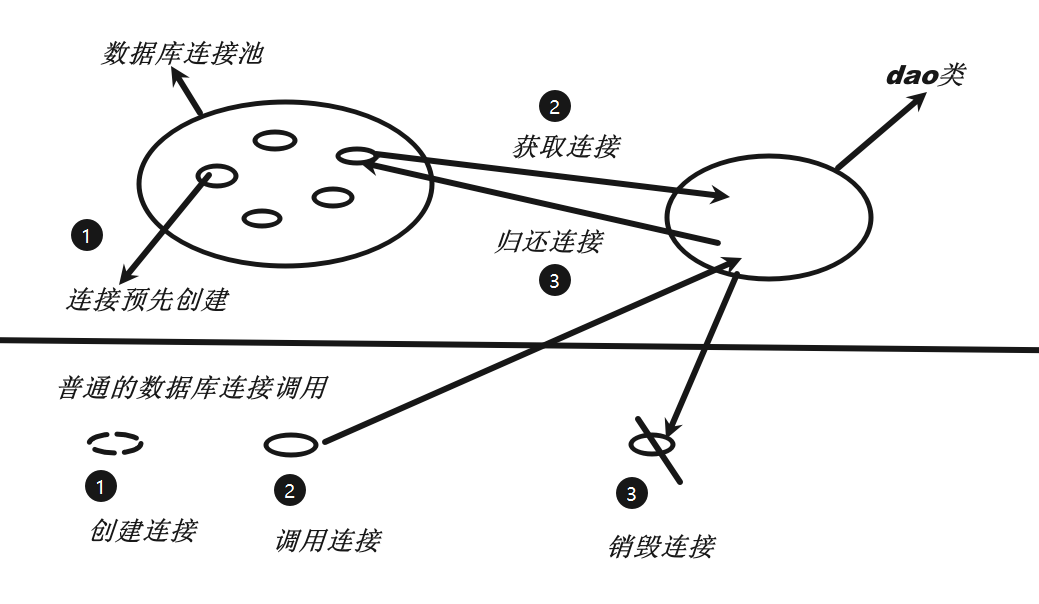 数据库连接池
dao类
2
获取连接
1
归还连接
3
连接预先创建
普通的数据库连接调用
1
2
3
创建连接
调用连接
销毁连接